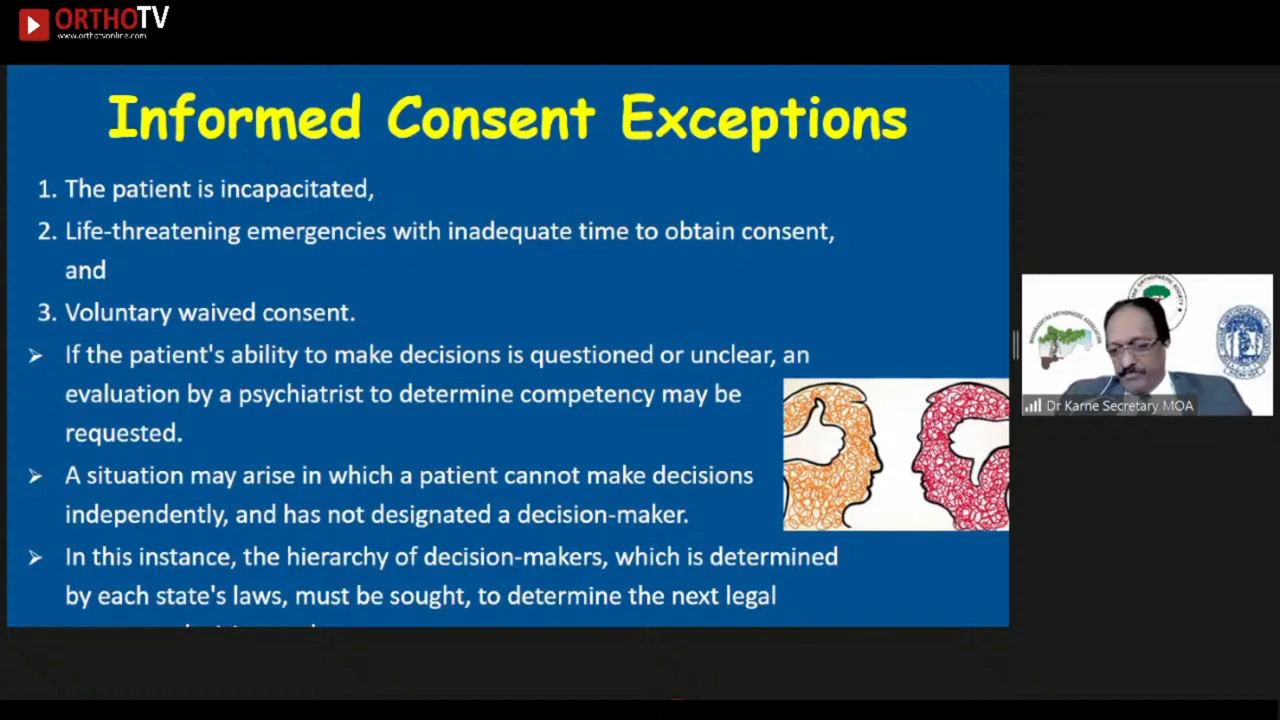 ORTHOTV
www.orthotvonline.com
Informed Consent Exceptions
1. The patient is incapacitated,
2. Life-threatening emergencies with inadequate time to obtain consent,
and
3. Voluntary waived consent.
➢ If the patient's ability to make decisions is questioned or unclear, an
evaluation by a psychiatrist to determine competency may be
requested.
➢ A situation may arise in which a patient cannot make decisions
independently, and has not designated a decision-maker.
➢ In this instance, the hierarchy of decision-makers, which is determined
by each state's laws, must be sought, to determine the next legal
Dr Karne Secretary MOA